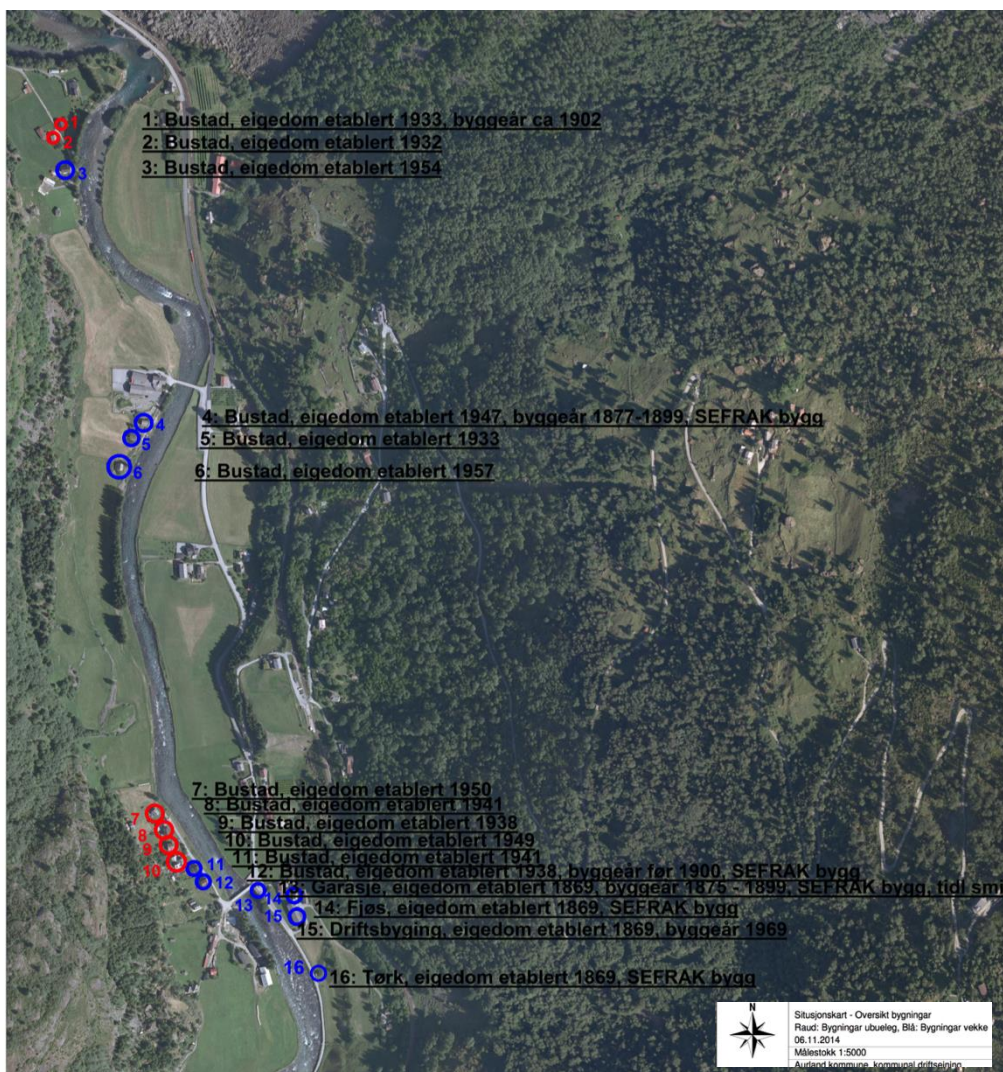 1: Bustad, eigedom etablert 1933, byggeår ca 1902
2: Bustad, eigedom etablert 1932
3: Bustad, eigedom etablert 1954
1
2
3
4: Bustad, eigedom etablert 1947, byggeår 1877-1899, SEFRAK bygg
5: Bustad, eigedom etablert 1933
6: Bustad, eigedom etablert 1957
4
5
6
7: Bustad, eigedom etablert 1950
8: Bustad, eigedom etablert 1941
9: Bustad, eigedom etablert 1938
10: Bustad, eigedom etablert 1949
11: Bustad, eigedom etablert 1941
12: Bustad, eigedom etablert 1938, byggeår før 1900, SEFRAK bygg
13: Garasje, eigedom etablert 1869, byggeår 1875 - 1899, SEFRAK bygg, tidl
14: Fjøs, eigedom etablert 1869, SEFRAK bygg
15: Driftsbyging, eigedom etablert 1869, byggeår 1969
16: Tørk, eigedom etablert 1869, SEFRAK bygg
7
8
9
10
11
12
13
14
15
16
N
Situsjonskart - Oversikt bygningar
Raud: Bygningar ubueleg, Blå: Bygningar vekke
06.11.2014
Målestokk 1:5000
Aurland kommune, kommunal driftseining